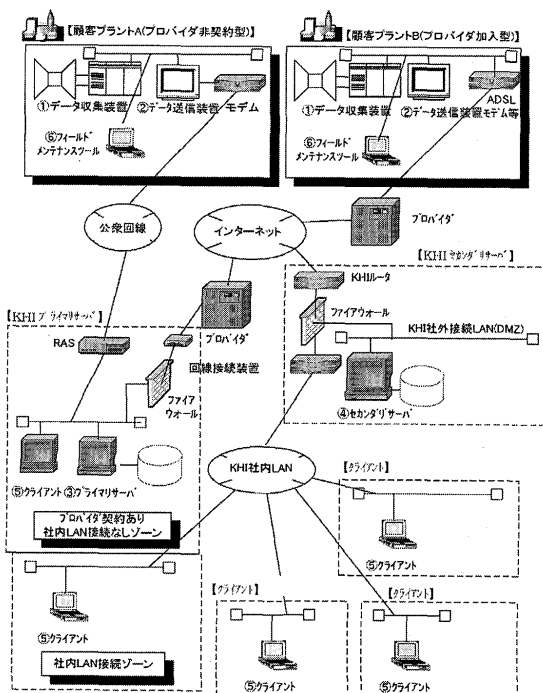 【顧客プラントA(プロバイダ非契約型)】
【顧客プラントB(プロバイダ加入型)】
①データ収集装置
②データ送信装置
モデム
⑥フィールド
メンテナンスツール
①データ収集装置
②データ送信装置
ADSL
モデム等
⑥フィールド
メンテナンスツール
公衆回線
インターネット
プロバイダ
【KHIセカンダリサーバ】
KHIルータ
【KHIプライマリサーバ】
ファイアウォール
KHI社外接続LAN(DMZ)
RAS
プロバイダ
回線接続装置
ファイア
ウォール
④セカンダリサーバ
⑤クライアント
③プライマリサーバ
KHI社内LAN
プロバイダ契約あり
社内LAN接続なしゾーン
【クライアント】
⑤クライアント
⑤クライアント
社内LAN接続ゾーン
【クライアント】
⑤クライアント
【クライアント】
⑤クライアント